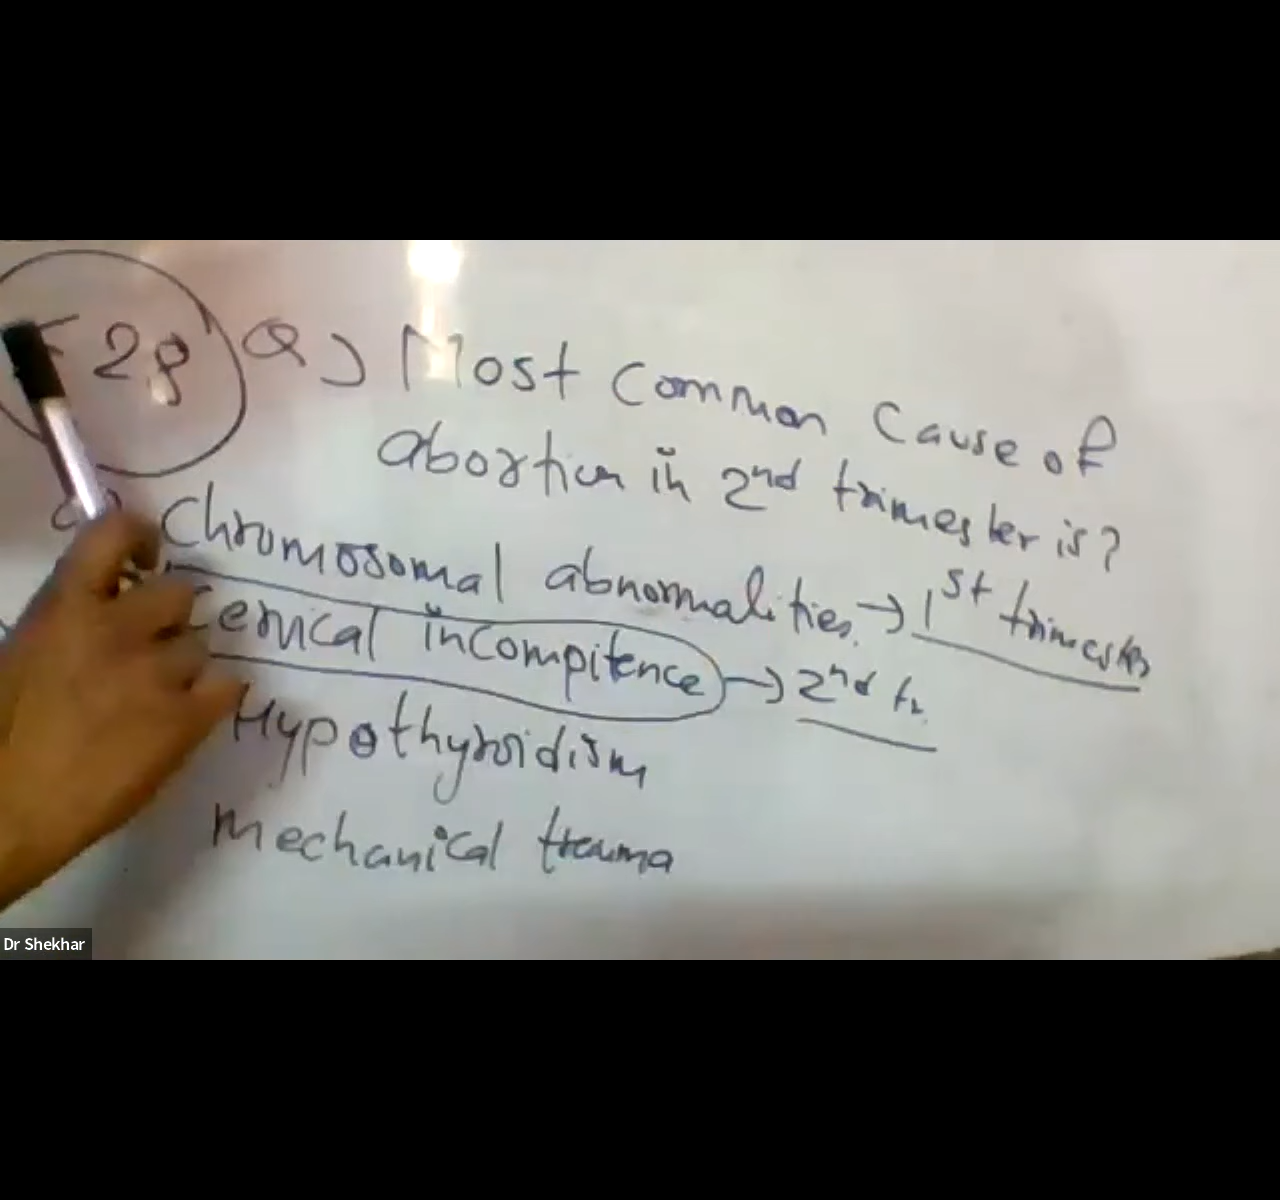 Q) Most Common Cause of
abortion in 2nd trimester is?
Chromosomal abnormalities. → 1st trimester
Cervical incompitence → 2nd tr.
Hypothyroidism
Mechanical trauma
Dr Shekhar